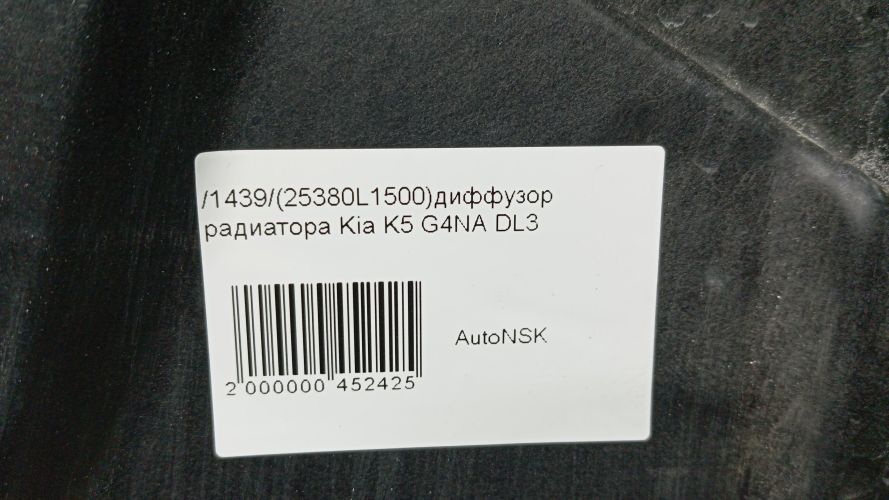 /1439/(25380L1500)диффузор
радиатора Kia K5 G4NA DL3
AutoNSK
2 000000 452425